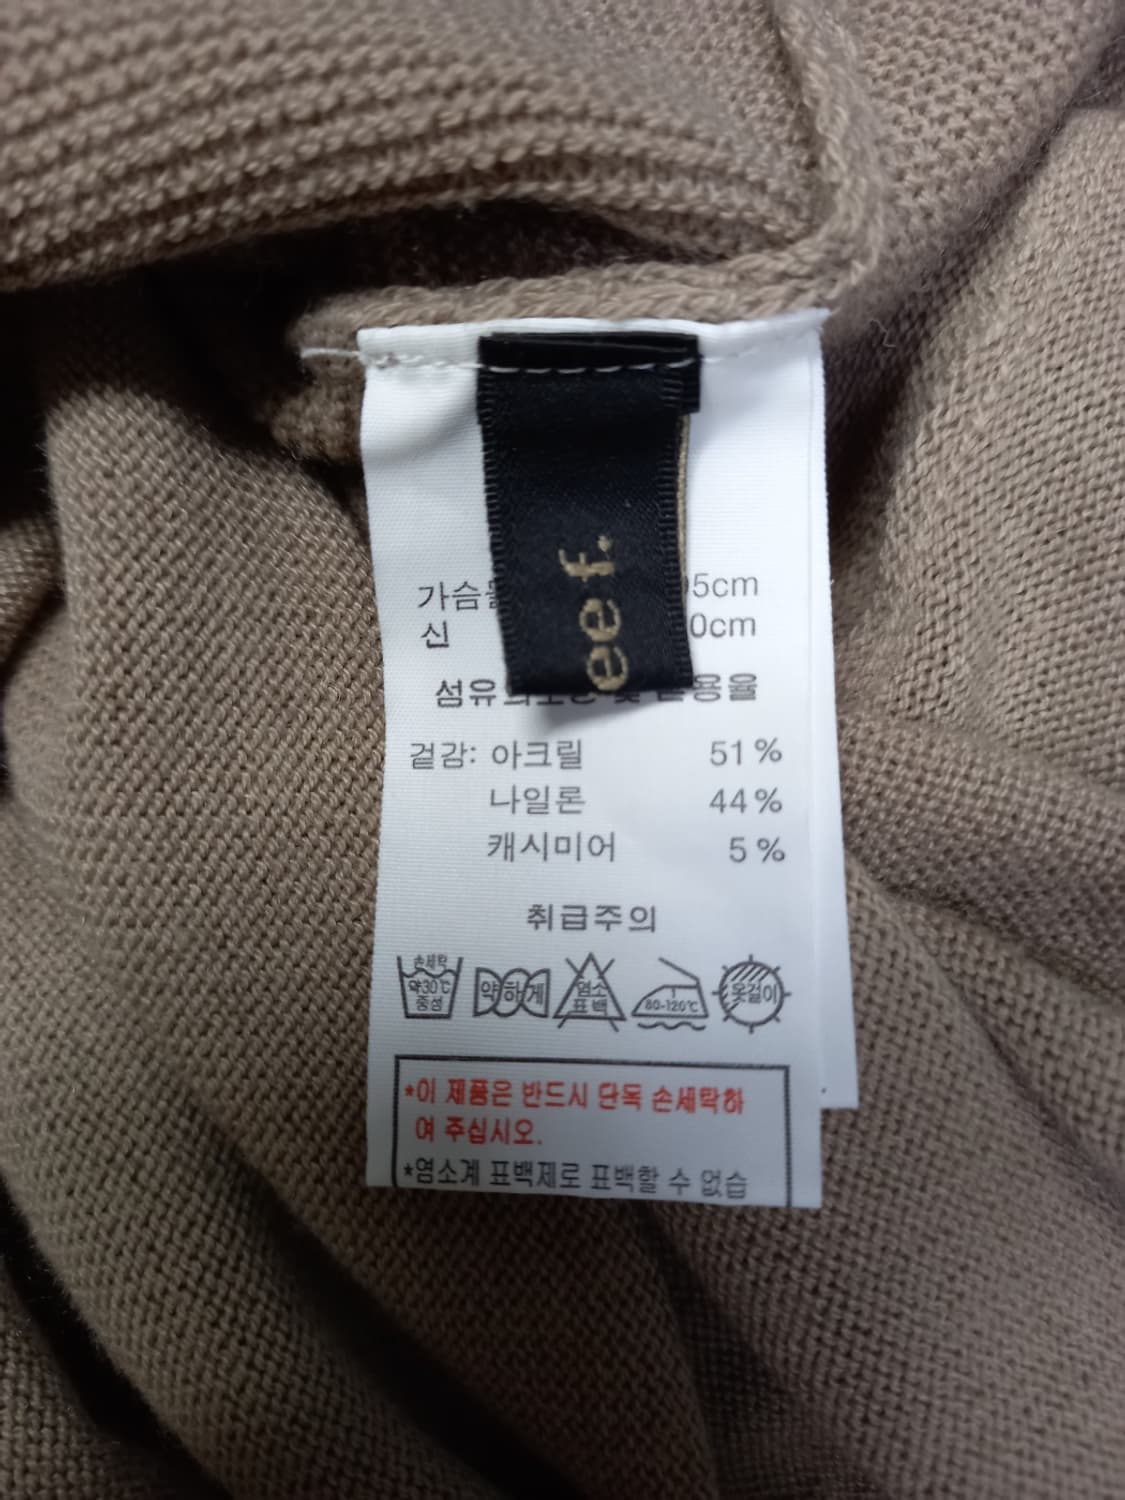 eef.
5cm
신 0cm
섬유의 용율
겉감: 아크릴 51%
나일론 44%
캐시미어 5%
취급주의
손세탁
약30℃
중성
약하게
염소
표백
80-120℃
옷걸이
*이 제품은 반드시 단독 손세탁하
여 주십시오.
*염소계 표백제로 표백할 수 없습